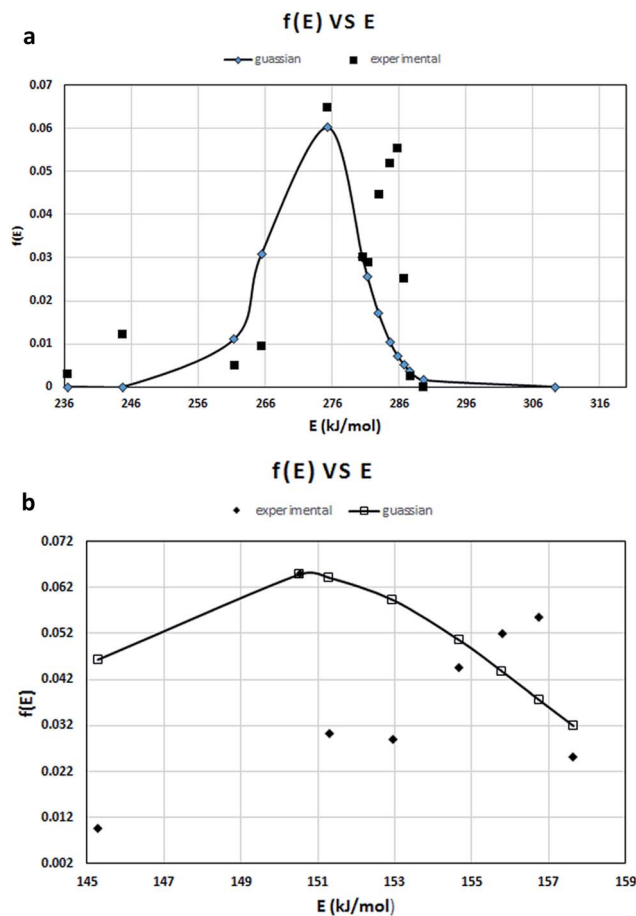 f(E) VS E
a
guassian experimental
0.07
0.06
0.05
0.04
0.03
0.02
0.01
0
f(E)
236 246 256 266 276 286 296 306 316
E (kJ/mol)
f(E) VS E
b
experimental guassian
0.072
0.062
0.052
0.042
0.032
0.022
0.012
0.002
f(E)
145 147 149 151 153 155 157 159
E (kJ/mol)